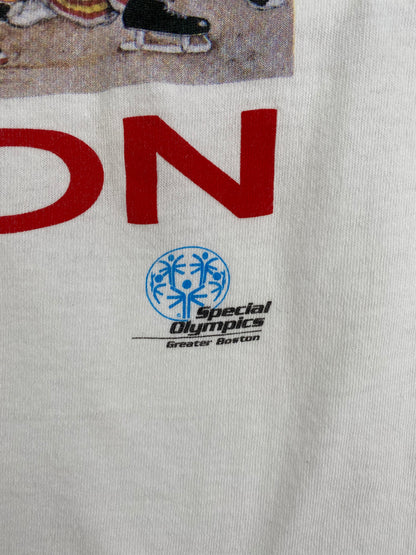 ON
Special
Olympics
Greater Boston